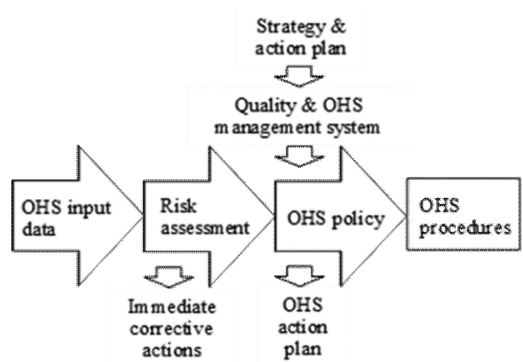 Strategy &
action plan
Quality & OHS
management system
OHS input
data
Risk
assessment
OHS policy
OHS
procedures
Immediate
corrective
actions
OHS
action
plan